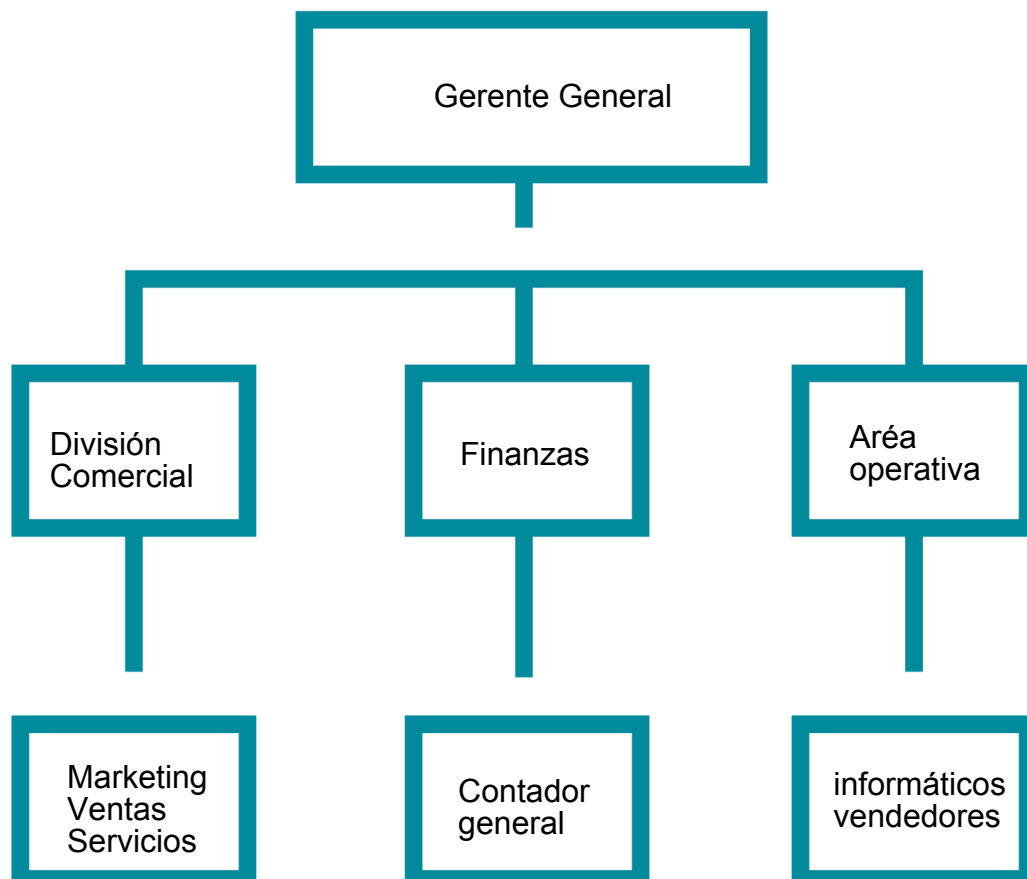 Gerente General
División
Comercial
Finanzas
Aréa
operativa
Marketing
Ventas
Servicios
Contador
general
informáticos
vendedores